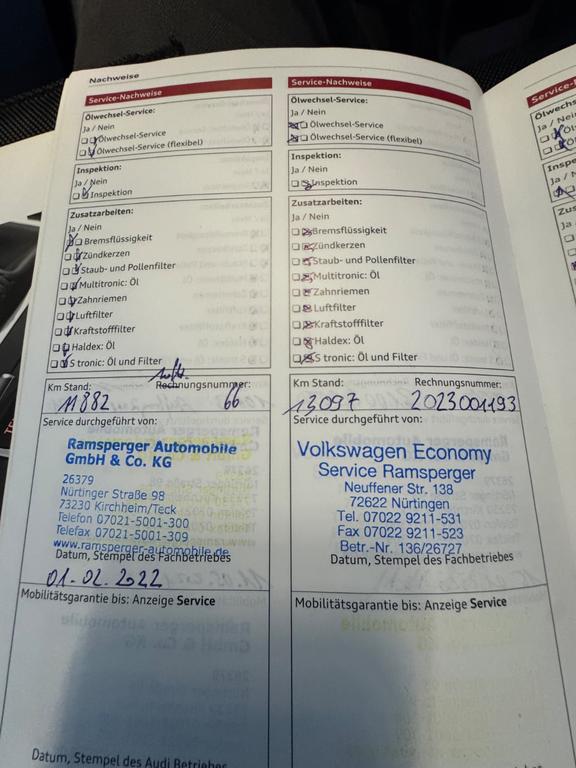 Nachweise
Service-Nachweise
Ölwechsel-Service:
Ja / Nein
Ölwechsel-Service
Ölwechsel-Service (flexibel)
Inspektion:
Ja / Nein
Inspektion
Zusatzarbeiten:
Ja / Nein
Bremsflüssigkeit
Zündkerzen
Staub- und Pollenfilter
Multitronic: Öl
Zahnriemen
Luftfilter
Kraftstofffilter
Haldex: Öl
S tronic: Öl und Filter
Km Stand: Rechnungsnummer:
11882 66
Service durchgeführt von:
Ramsperger Automobile
GmbH & Co. KG
26379
Nürtinger Straße 98
73230 Kirchheim/Teck
Telefon 07021-5001-300
Telefax 07021-5001-309
www.ramsperger-automobile.de
Datum, Stempel des Fachbetriebes
01-02.2022
Mobilitätsgarantie bis: Anzeige Service
Datum, Stempel des Audi Betriebes
Service-Nachweise
Ölwechsel-Service:
Ja / Nein
Ölwechsel-Service
Ölwechsel-Service (flexibel)
Inspektion:
Ja / Nein
Inspektion
Zusatzarbeiten:
Ja / Nein
Bremsflüssigkeit
Zündkerzen
Staub- und Pollenfilter
Multitronic: Öl
Zahnriemen
Luftfilter
Kraftstofffilter
Haldex: Öl
S tronic: Öl und Filter
Km Stand: Rechnungsnummer:
13097 2023001193
Service durchgeführt von:
Volkswagen Economy
Service Ramsperger
Neuffener Str. 138
72622 Nürtingen
Tel. 07022 9211-531
Fax 07022 9211-523
Betr.-Nr. 136/26727
Datum, Stempel des Fachbetriebes
Mobilitätsgarantie bis: Anzeige Service
Service-
Ölwechs
Ja /
Inspe
Ja /
Zus
Ja